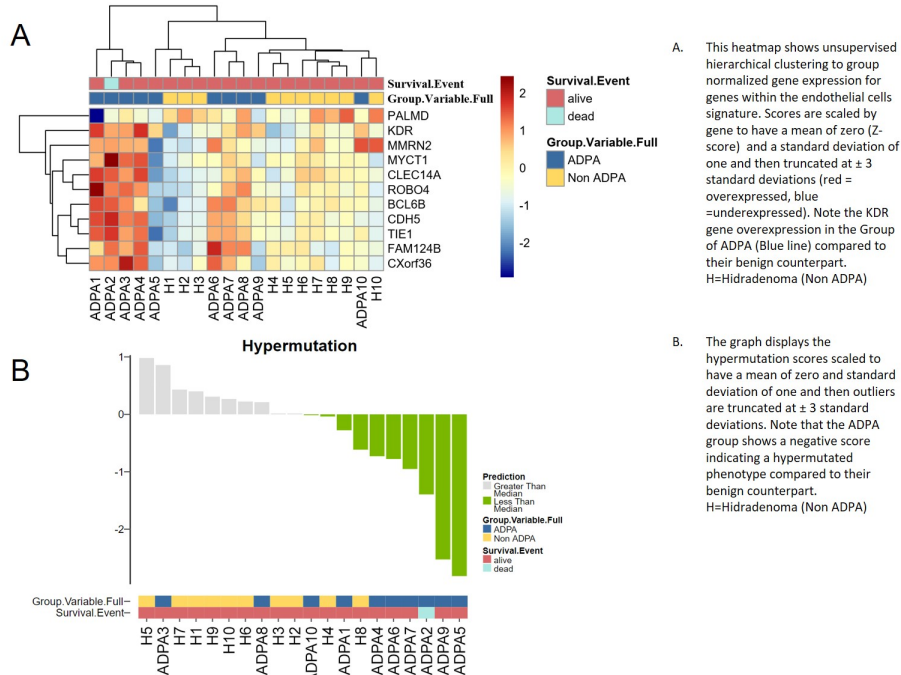 A
Survival.Event
Group.Variable.Full
PALMD
KDR
MMRN2
MYCT1
CLEC14A
ROBO4
BCL6B
CDH5
TIE1
FAM124B
CXorf36
ADPA1
ADPA2
ADPA3
ADPA4
ADPA5
H1
H2
H3
ADPA6
ADPA7
ADPA8
ADPA9
H4
H5
H6
H7
H8
H9
ADPA10
H10
2
1
0
-1
-2
Survival.Event
alive
dead
Group.Variable.Full
ADPA
Non ADPA
A. This heatmap shows unsupervised
hierarchical clustering to group
normalized gene expression for
genes within the endothelial cells
signature. Scores are scaled by
gene to have a mean of zero (Z-
score) and a standard deviation of
one and then truncated at ± 3
standard deviations (red =
overexpressed, blue
=underexpressed). Note the KDR
gene overexpression in the Group
of ADPA (Blue line) compared to
their benign counterpart.
H=Hidradenoma (Non ADPA)
B
Hypermutation
1
0
-1
-2
Prediction
Greater Than
Median
Less Than
Median
Group.Variable.Full
ADPA
Non ADPA
Survival.Event
alive
dead
Group.Variable.Full
Survival.Event
H5
ADPA3
H7
H1
H9
H10
H6
ADPA8
H3
H2
ADPA10
H4
ADPA1
H8
ADPA4
ADPA6
ADPA7
ADPA2
ADPA9
ADPA5
B. The graph displays the
hypermutation scores scaled to
have a mean of zero and standard
deviation of one and then outliers
are truncated at ± 3 standard
deviations. Note that the ADPA
group shows a negative score
indicating a hypermutated
phenotype compared to their
benign counterpart.
H=Hidradenoma (Non ADPA)